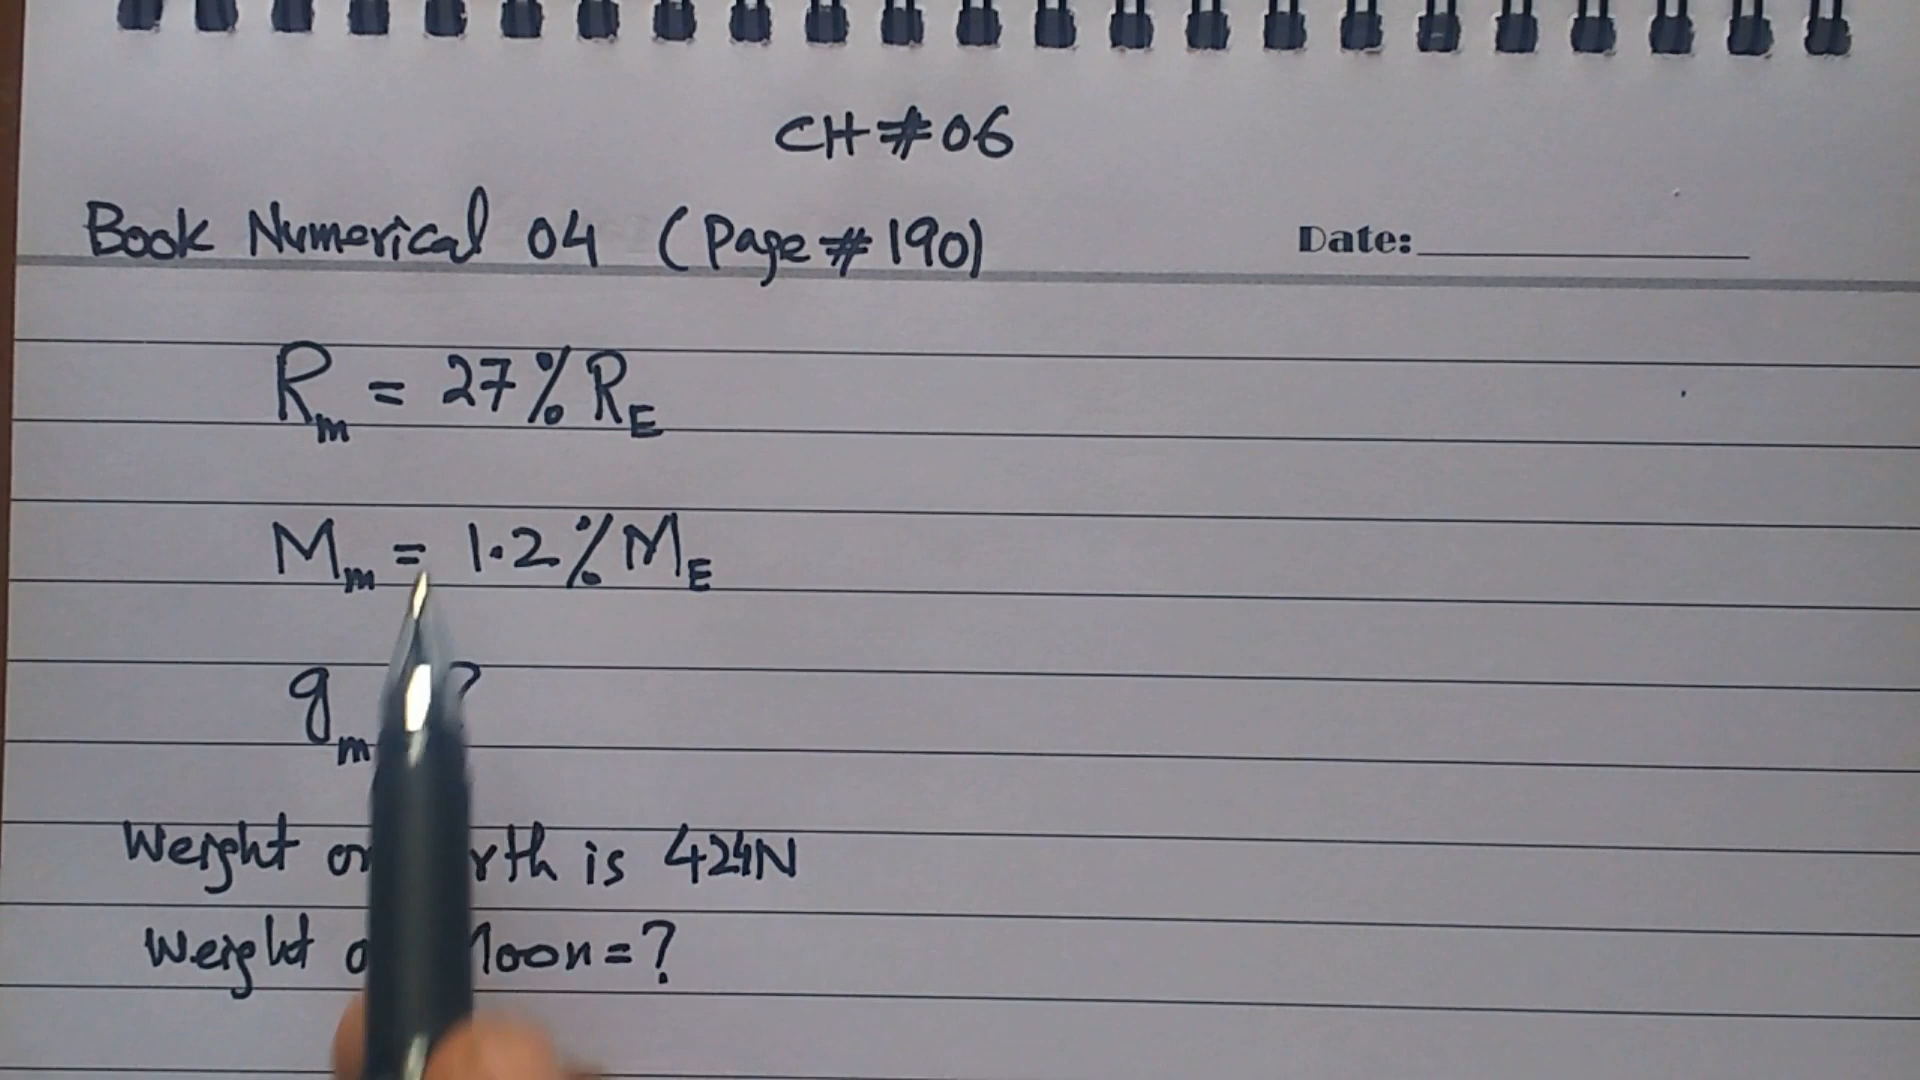 CH#06
Book Numerical 04 (Page # 190)
Date:
Rm = 27% RE
Mm = 1.2% ME
gm ?
Weight rth is 424N
Weight oon=?